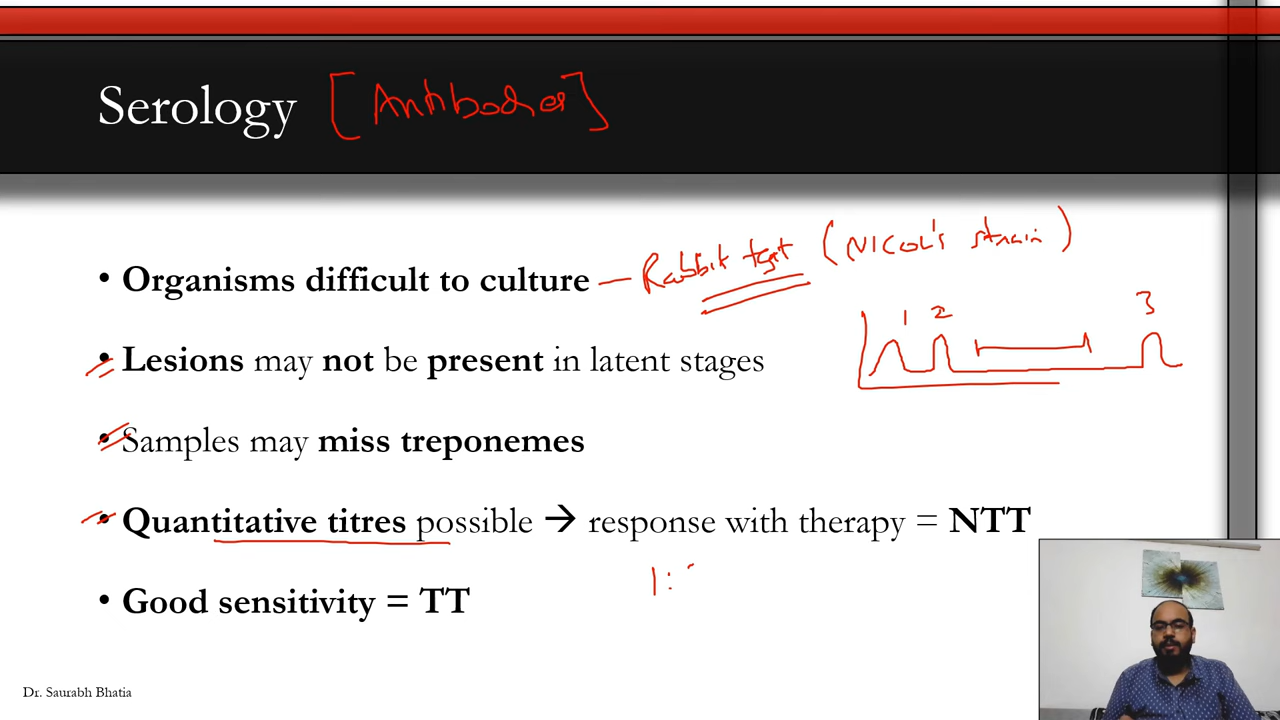 Serology [Antibodies]
• Organisms difficult to culture — Rabbit test (NICOL's strain)
1 2 3
• Lesions may not be present in latent stages
• Samples may miss treponemes
• Quantitative titres possible → response with therapy = NTT
1:
• Good sensitivity = TT
Dr. Saurabh Bhatia